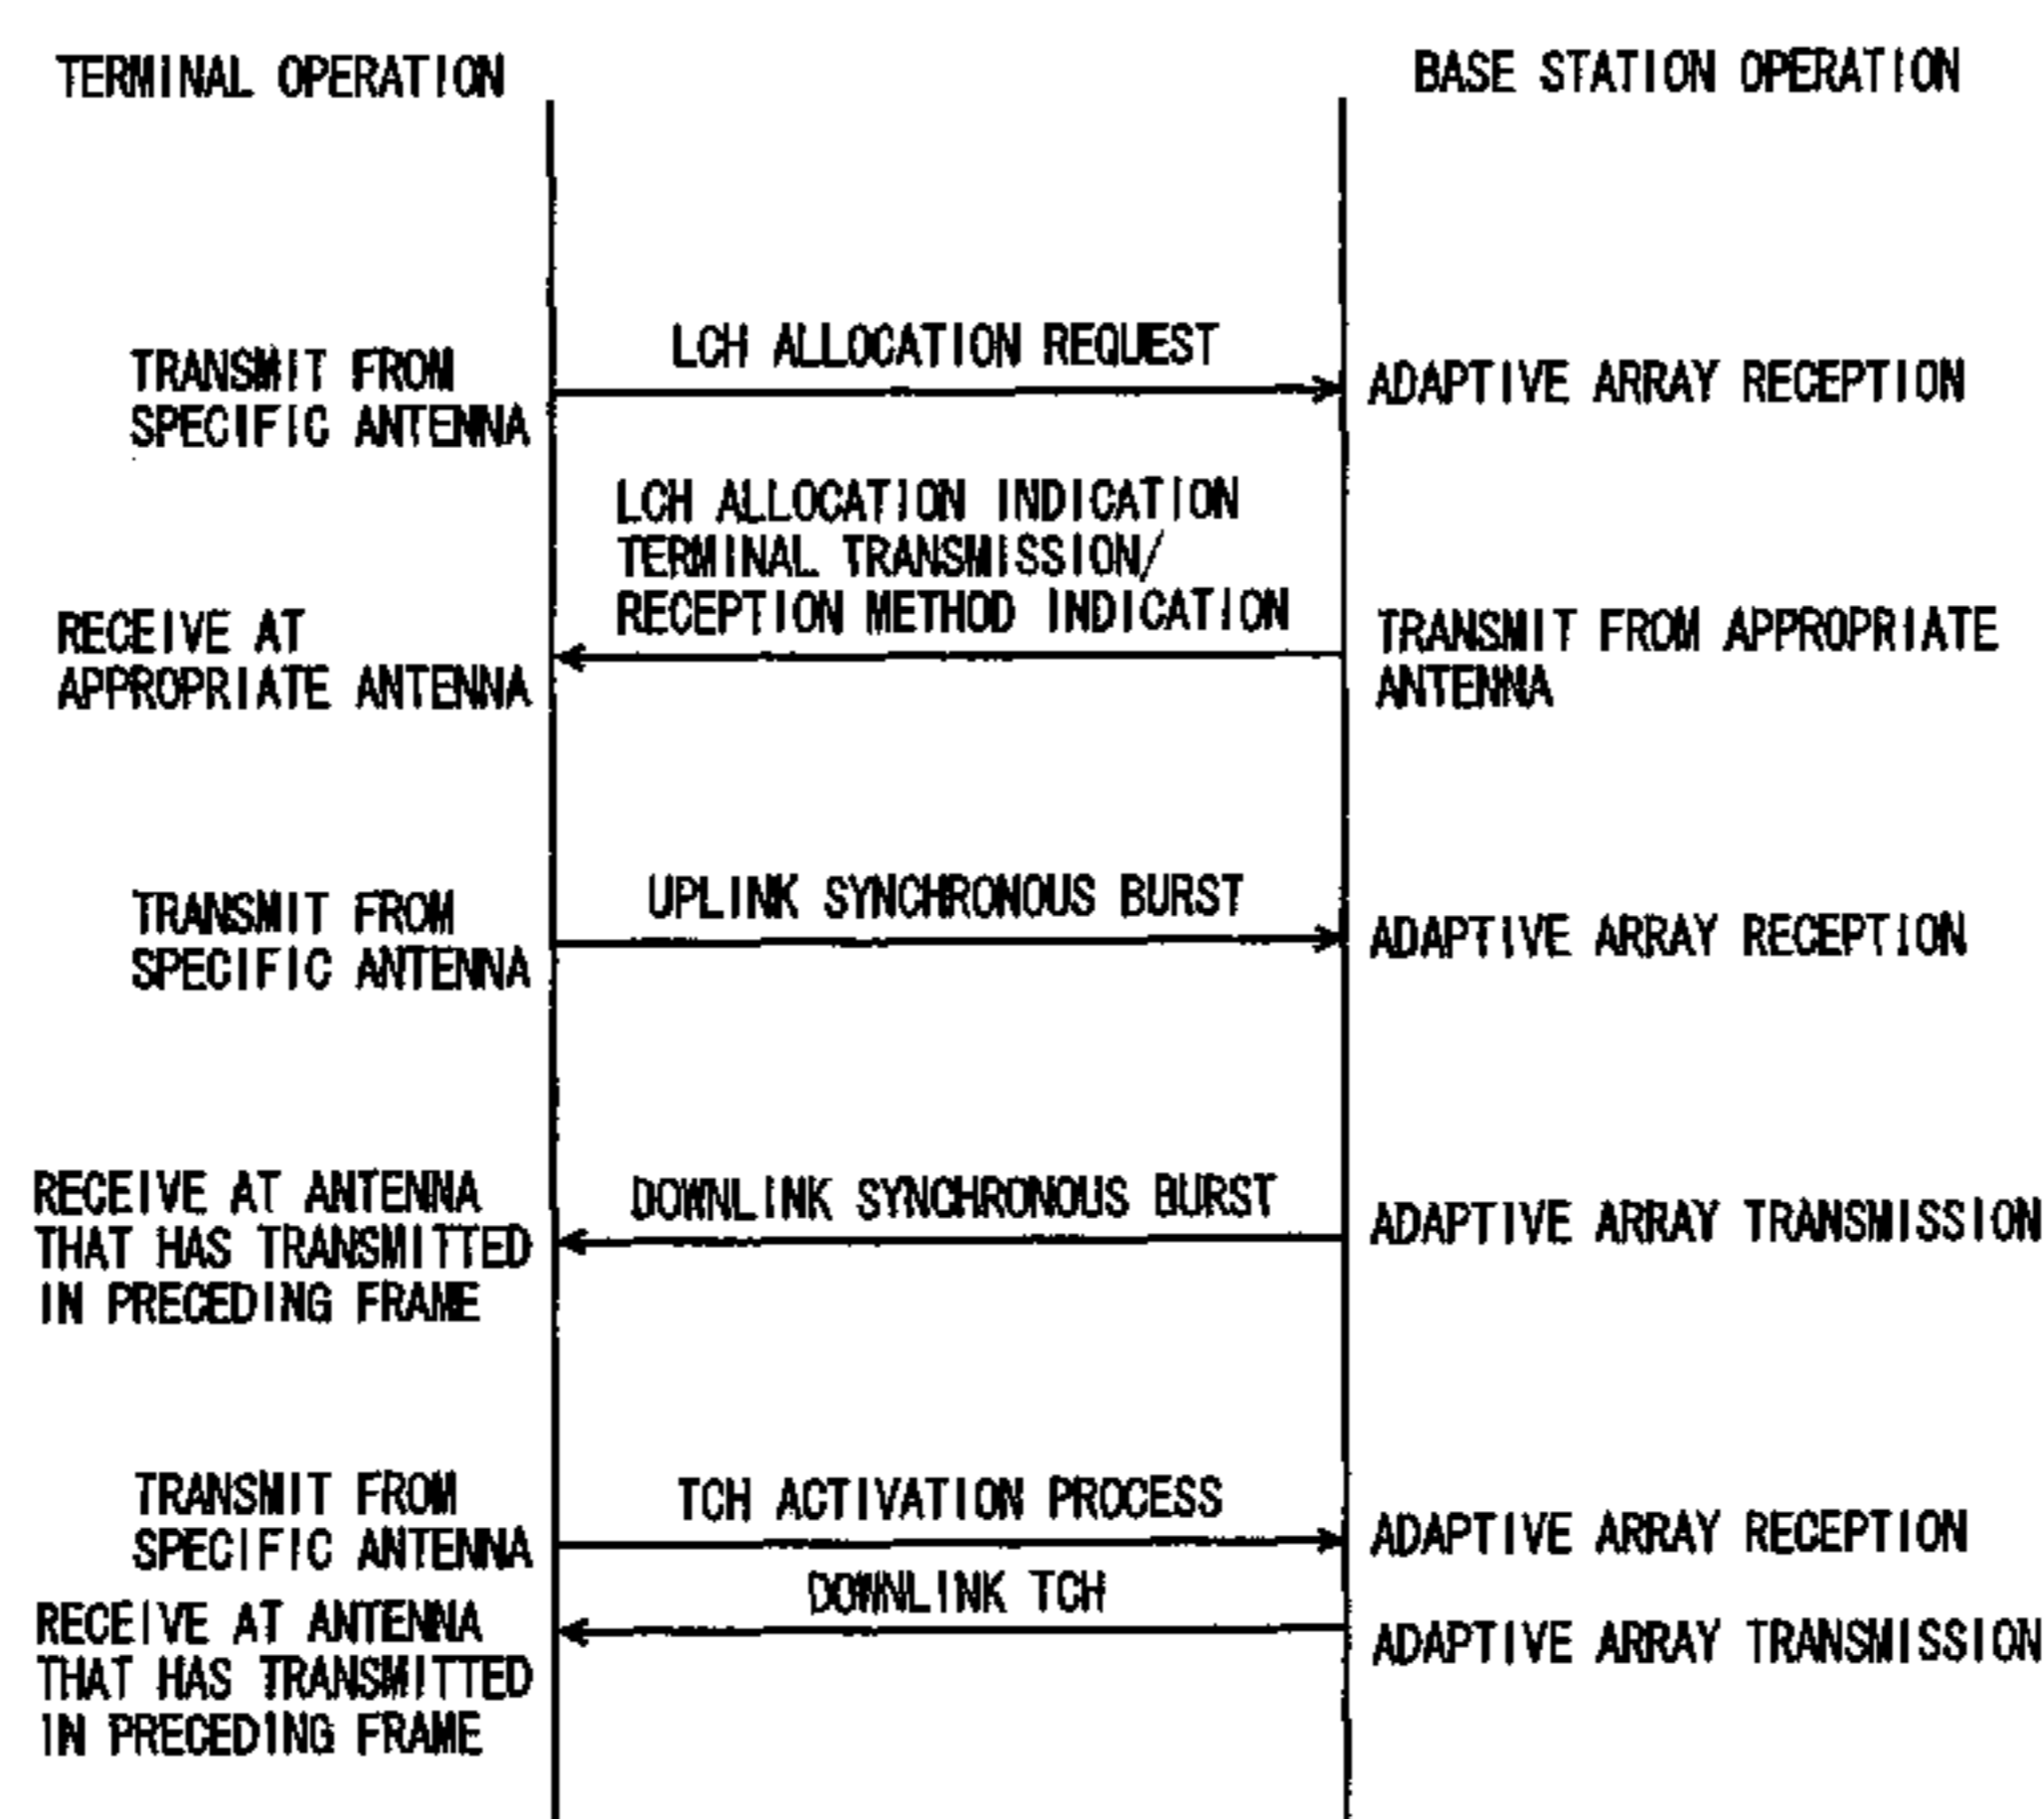 TERMINAL OPERATION
BASE STATION OPERATION
LCH ALLOCATION REQUEST
TRANSMIT FROM
SPECIFIC ANTENNA
ADAPTIVE ARRAY RECEPTION
LCH ALLOCATION INDICATION
TERMINAL TRANSMISSION/
RECEPTION METHOD INDICATION
RECEIVE AT
APPROPRIATE ANTENNA
TRANSMIT FROM APPROPRIATE
ANTENNA
UPLINK SYNCHRONOUS BURST
TRANSMIT FROM
SPECIFIC ANTENNA
ADAPTIVE ARRAY RECEPTION
RECEIVE AT ANTENNA
THAT HAS TRANSMITTED
IN PRECEDING FRAME
DOWNLINK SYNCHRONOUS BURST
ADAPTIVE ARRAY TRANSMISSION
TRANSMIT FROM
SPECIFIC ANTENNA
TCH ACTIVATION PROCESS
ADAPTIVE ARRAY RECEPTION
DOWNLINK TCH
RECEIVE AT ANTENNA
THAT HAS TRANSMITTED
IN PRECEDING FRAME
ADAPTIVE ARRAY TRANSMISSION